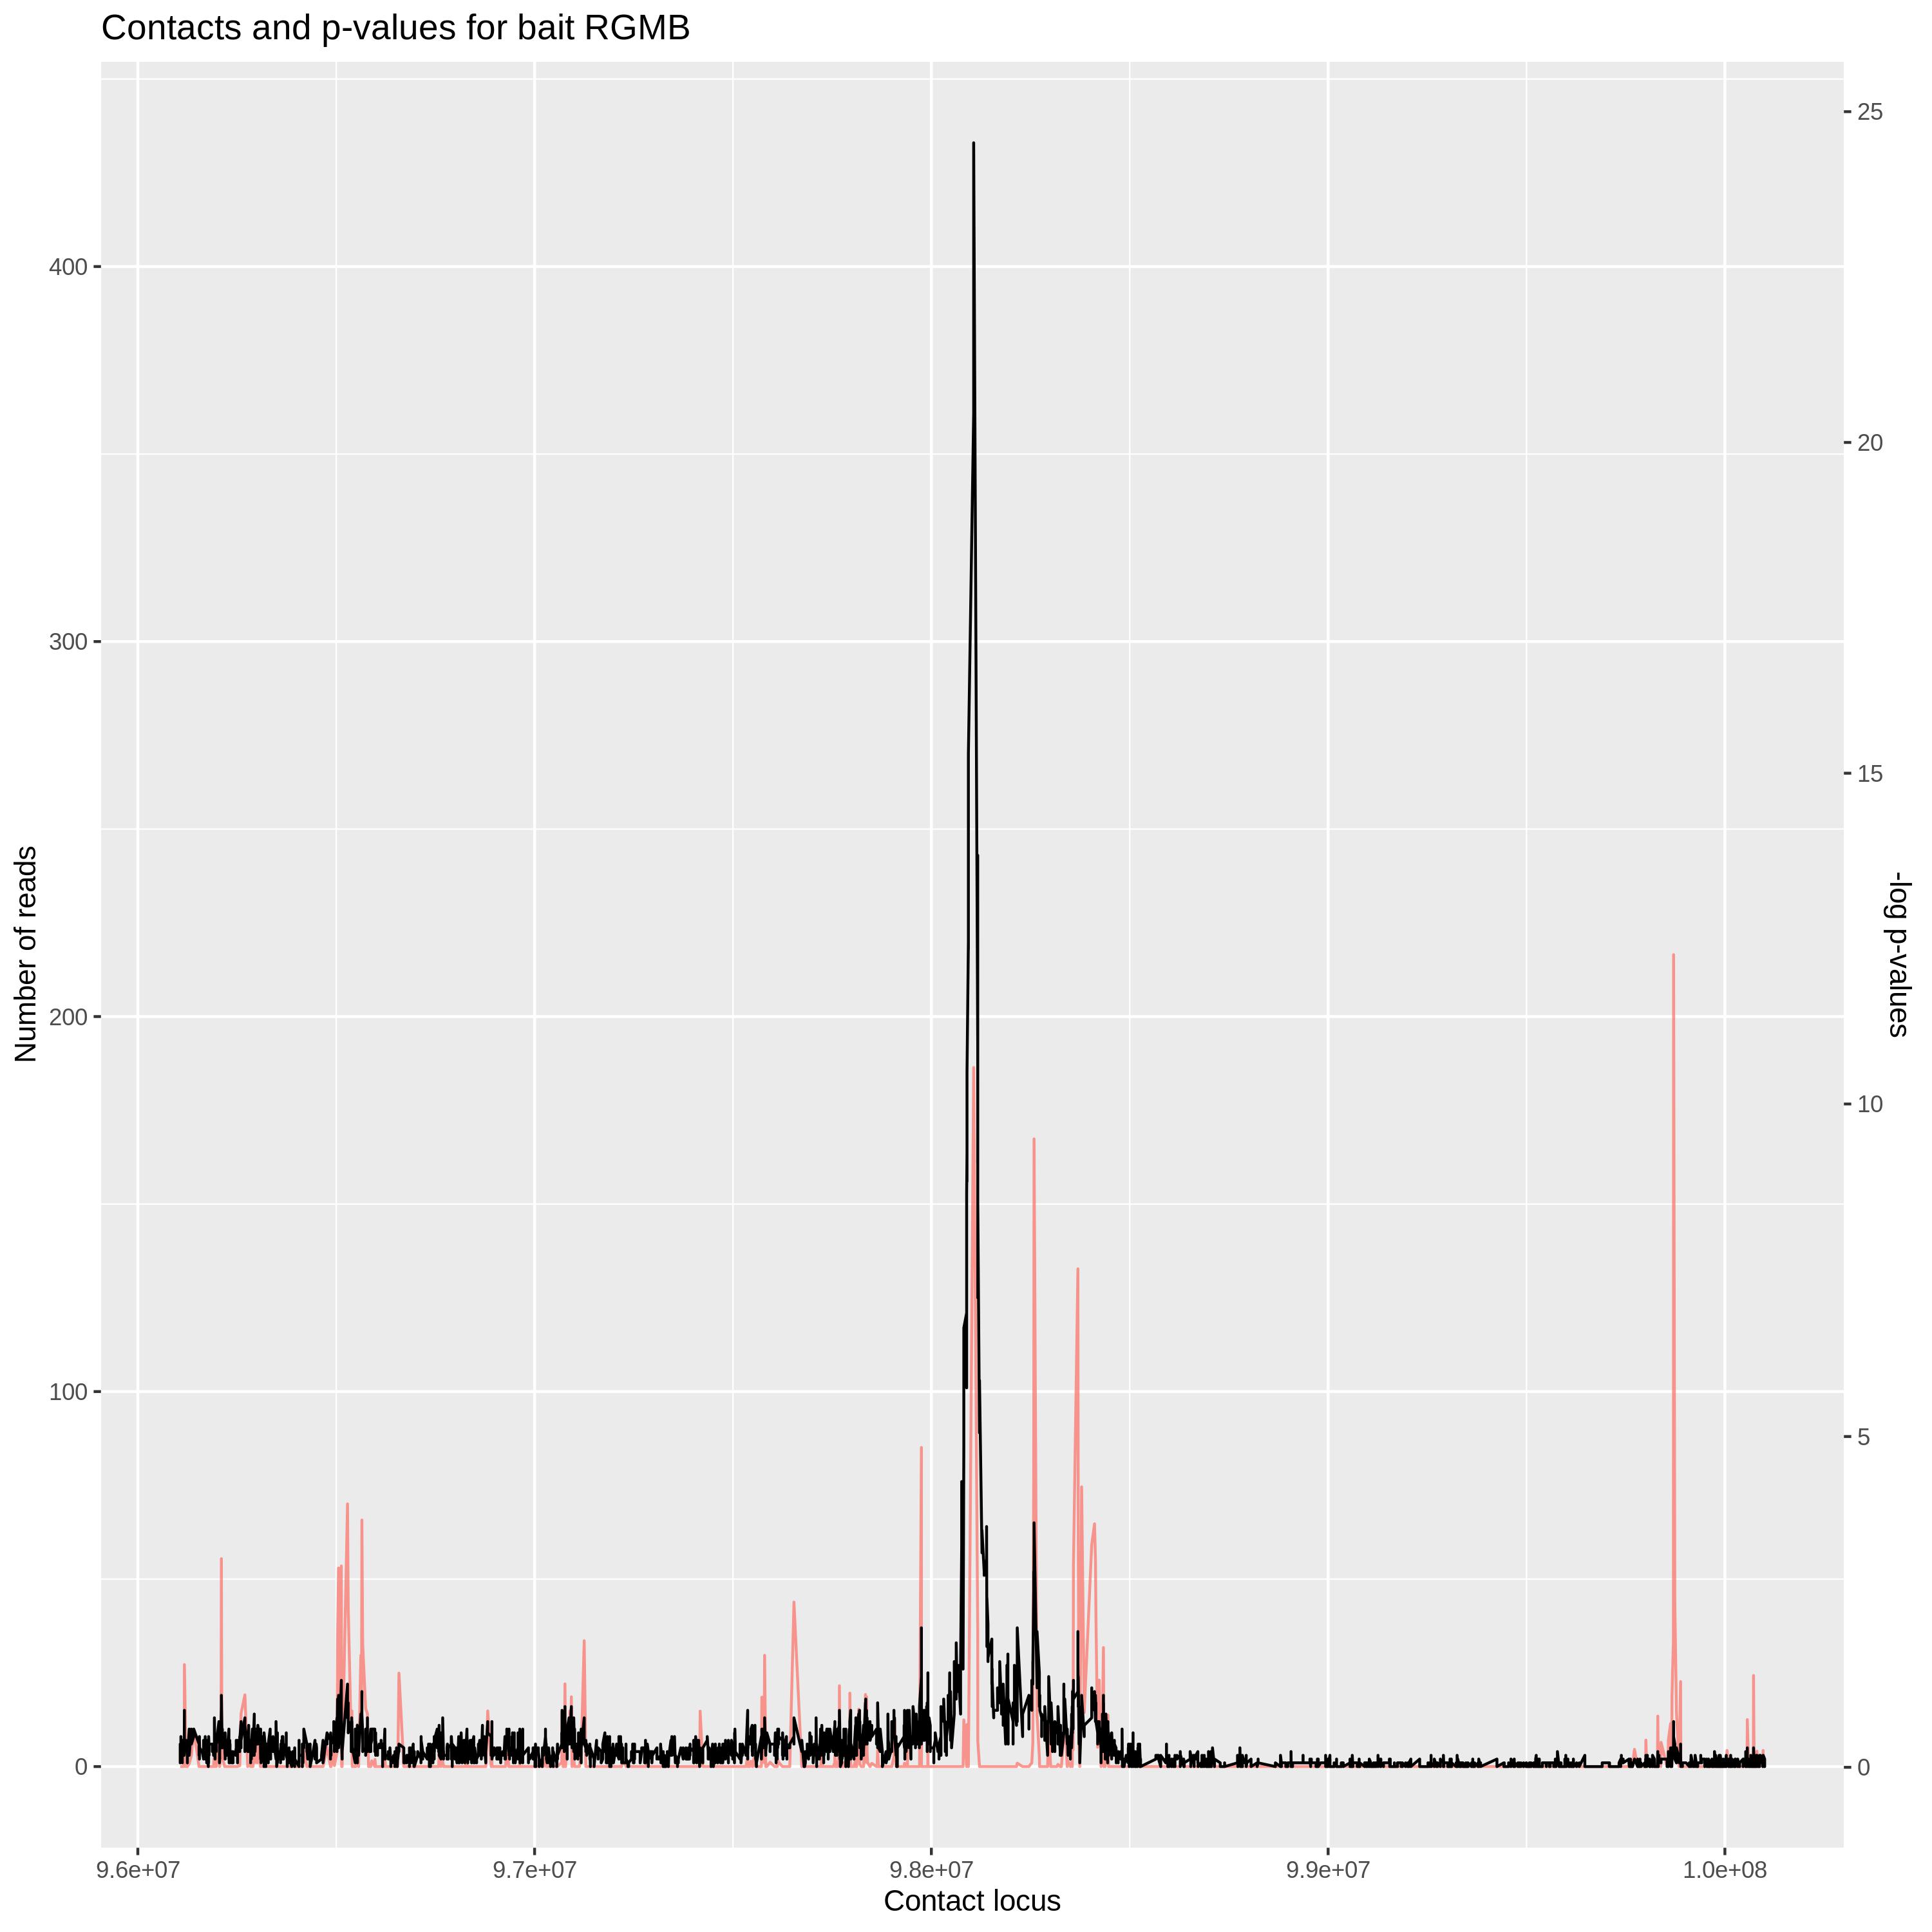 Contacts and p-values for bait RGMB
400
300
200
100
0
Number of reads
25
20
15
10
5
0
-log p-values
9.6e+07
9.7e+07
9.8e+07
9.9e+07
1.0e+08
Contact locus